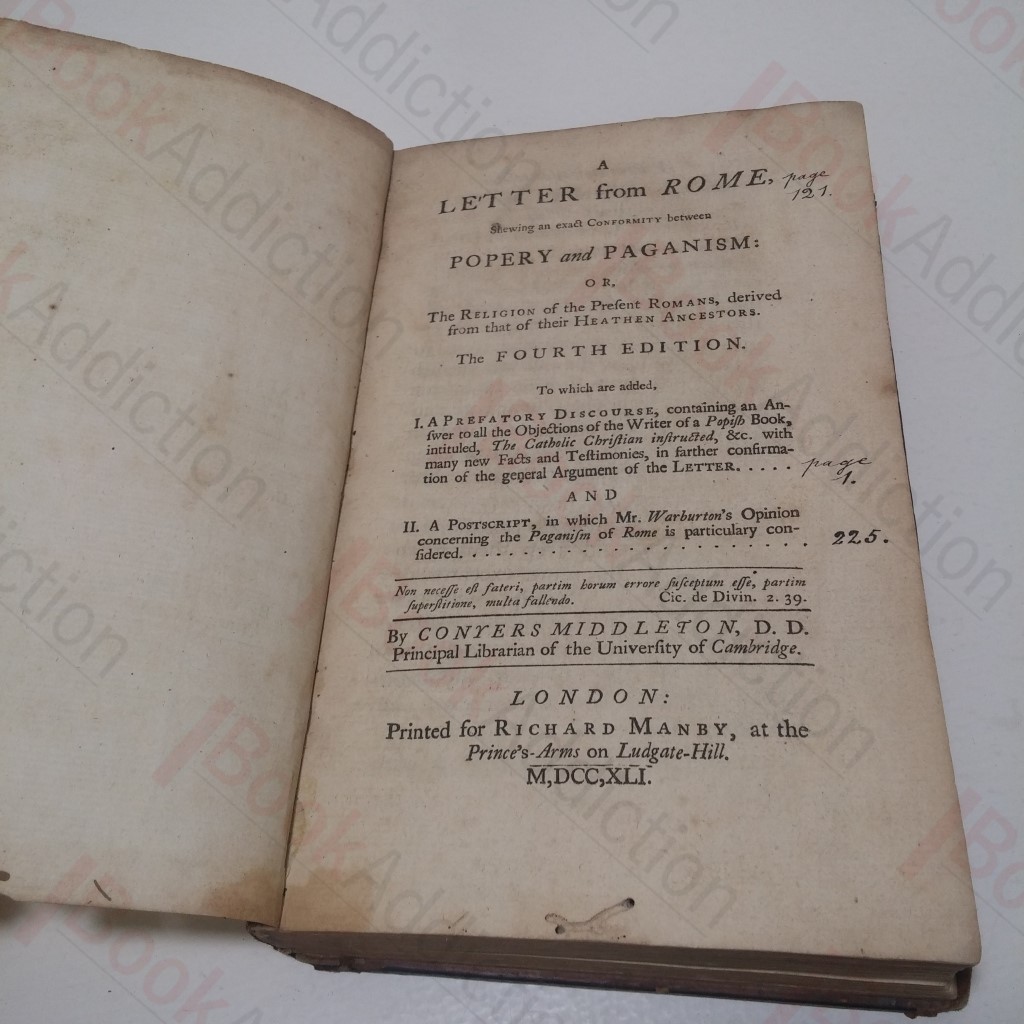 A
LETTER from ROME, page 121.
Shewing an exact CONFORMITY between
POPERY and PAGANISM:
OR,
The RELIGION of the Preſent ROMANS, derived
from that of their HEATHEN ANCESTORS.
The FOURTH EDITION.
To which are added,
I. A PREFATORY DISCOURSE, containing an An-
ſwer to all the Objections of the Writer of a Popiſh Book,
intituled, The Catholic Chriſtian inſtructed, &c. with
many new Facts and Teſtimonies, in farther confirma-
tion of the general Argument of the LETTER. . . . . . page 1.
AND
II. A POSTSCRIPT, in which Mr. Warburton's Opinion
concerning the Paganiſm of Rome is particulary con-
ſidered. . . . . . . . . . . . . . . . . . . . . . 225.
Non neceſſe eſt fateri, partim horum errore ſuſceptum eſſe, partim
ſuperſtitione, multa fallendo. Cic. de Divin. 2. 39.
By CONYERS MIDDLETON, D. D.
Principal Librarian of the Univerſity of Cambridge.
LONDON:
Printed for RICHARD MANBY, at the
Prince's-Arms on Ludgate-Hill.
M,DCC,XLI.
BookAddiction